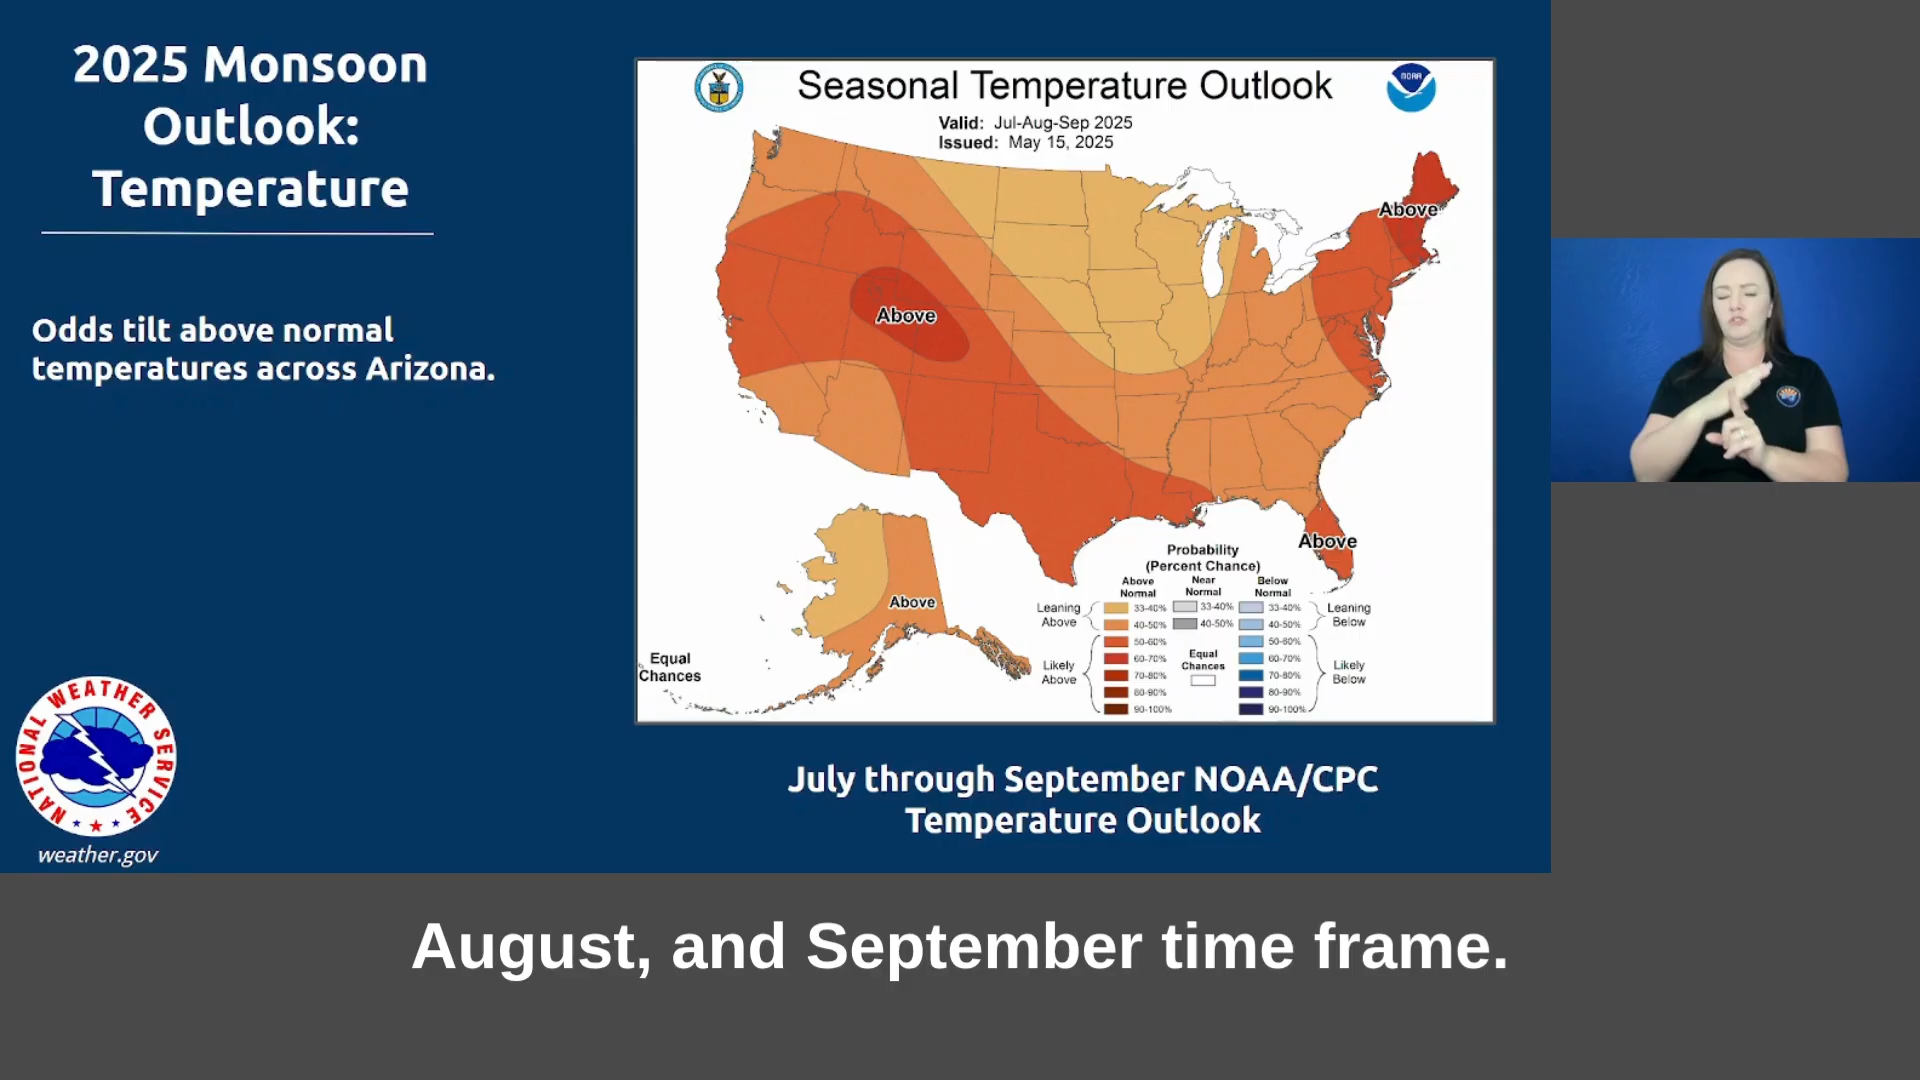 2025 Monsoon
Outlook:
Temperature
Odds tilt above normal
temperatures across Arizona.
NATIONAL WEATHER SERVICE
weather.gov
Seasonal Temperature Outlook
NOAA
Valid: Jul-Aug-Sep 2025
Issued: May 15, 2025
Above
Above
Above
Above
Equal
Chances
Probability
(Percent Chance)
Above
Normal
Near
Normal
Below
Normal
Leaning
Above
33-40%
33-40%
33-40%
Leaning
Below
40-50%
40-50%
40-50%
Likely
Above
50-60%
50-60%
Likely
Below
60-70%
Equal
Chances
60-70%
70-80%
70-80%
80-90%
80-90%
90-100%
90-100%
July through September NOAA/CPC
Temperature Outlook
August, and September time frame.